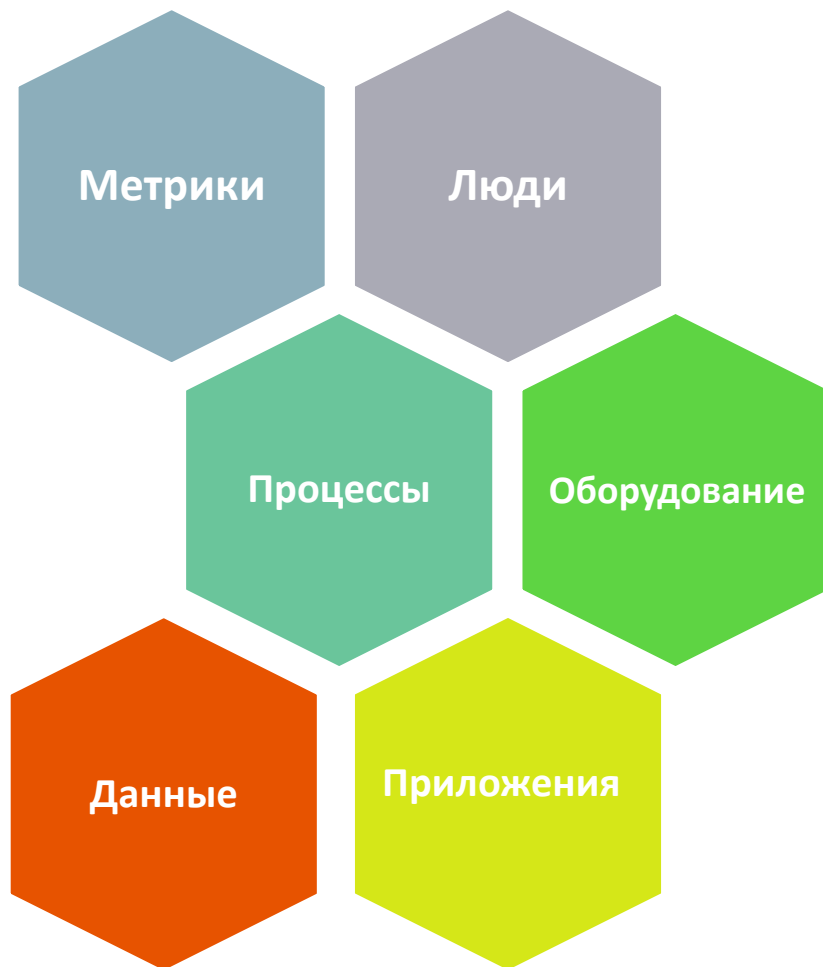 Метрики
Люди
Процессы
Оборудование
Данные
Приложения